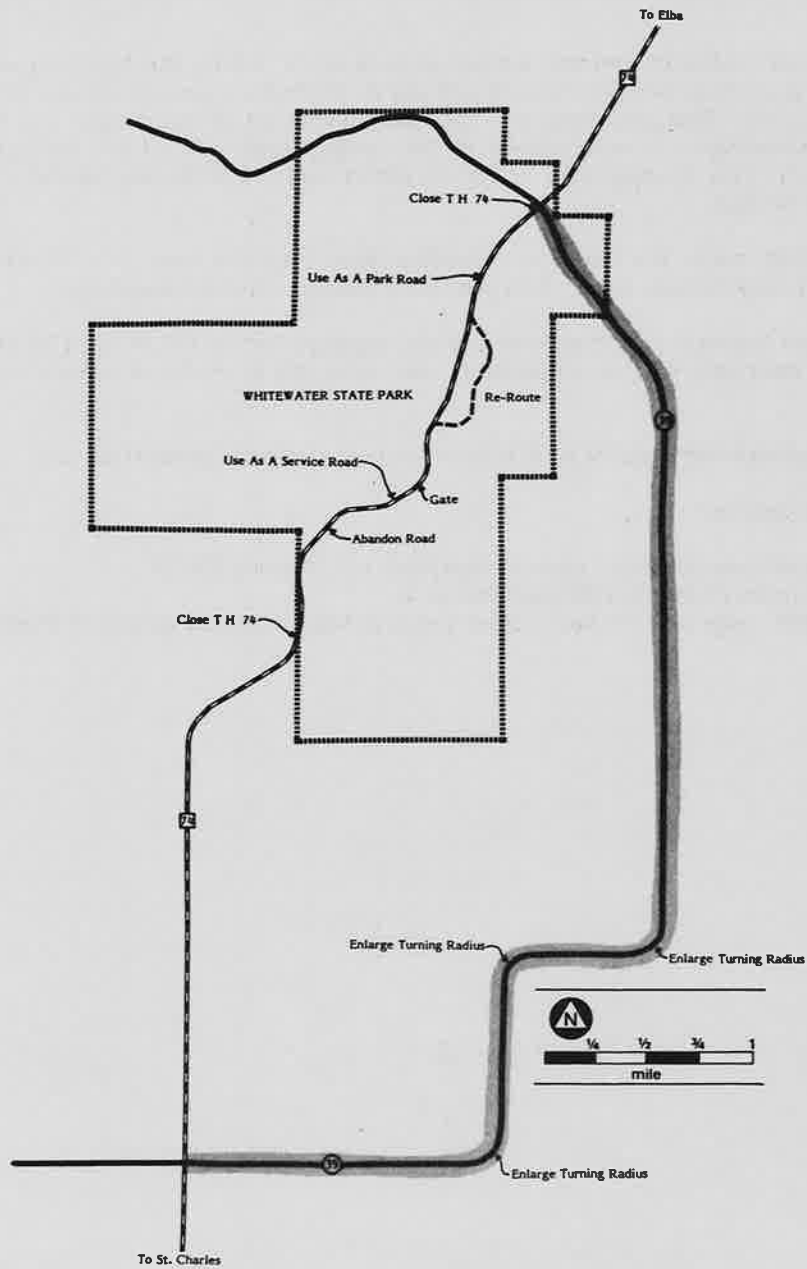 To Elba
74
Close T H 74
Use As A Park Road
WHITEWATER STATE PARK
Re-Route
39
Use As A Service Road
Gate
Abandon Road
Close T H 74
74
Enlarge Turning Radius
Enlarge Turning Radius
N
¼ ½ ¾ 1
mile
39
Enlarge Turning Radius
To St. Charles